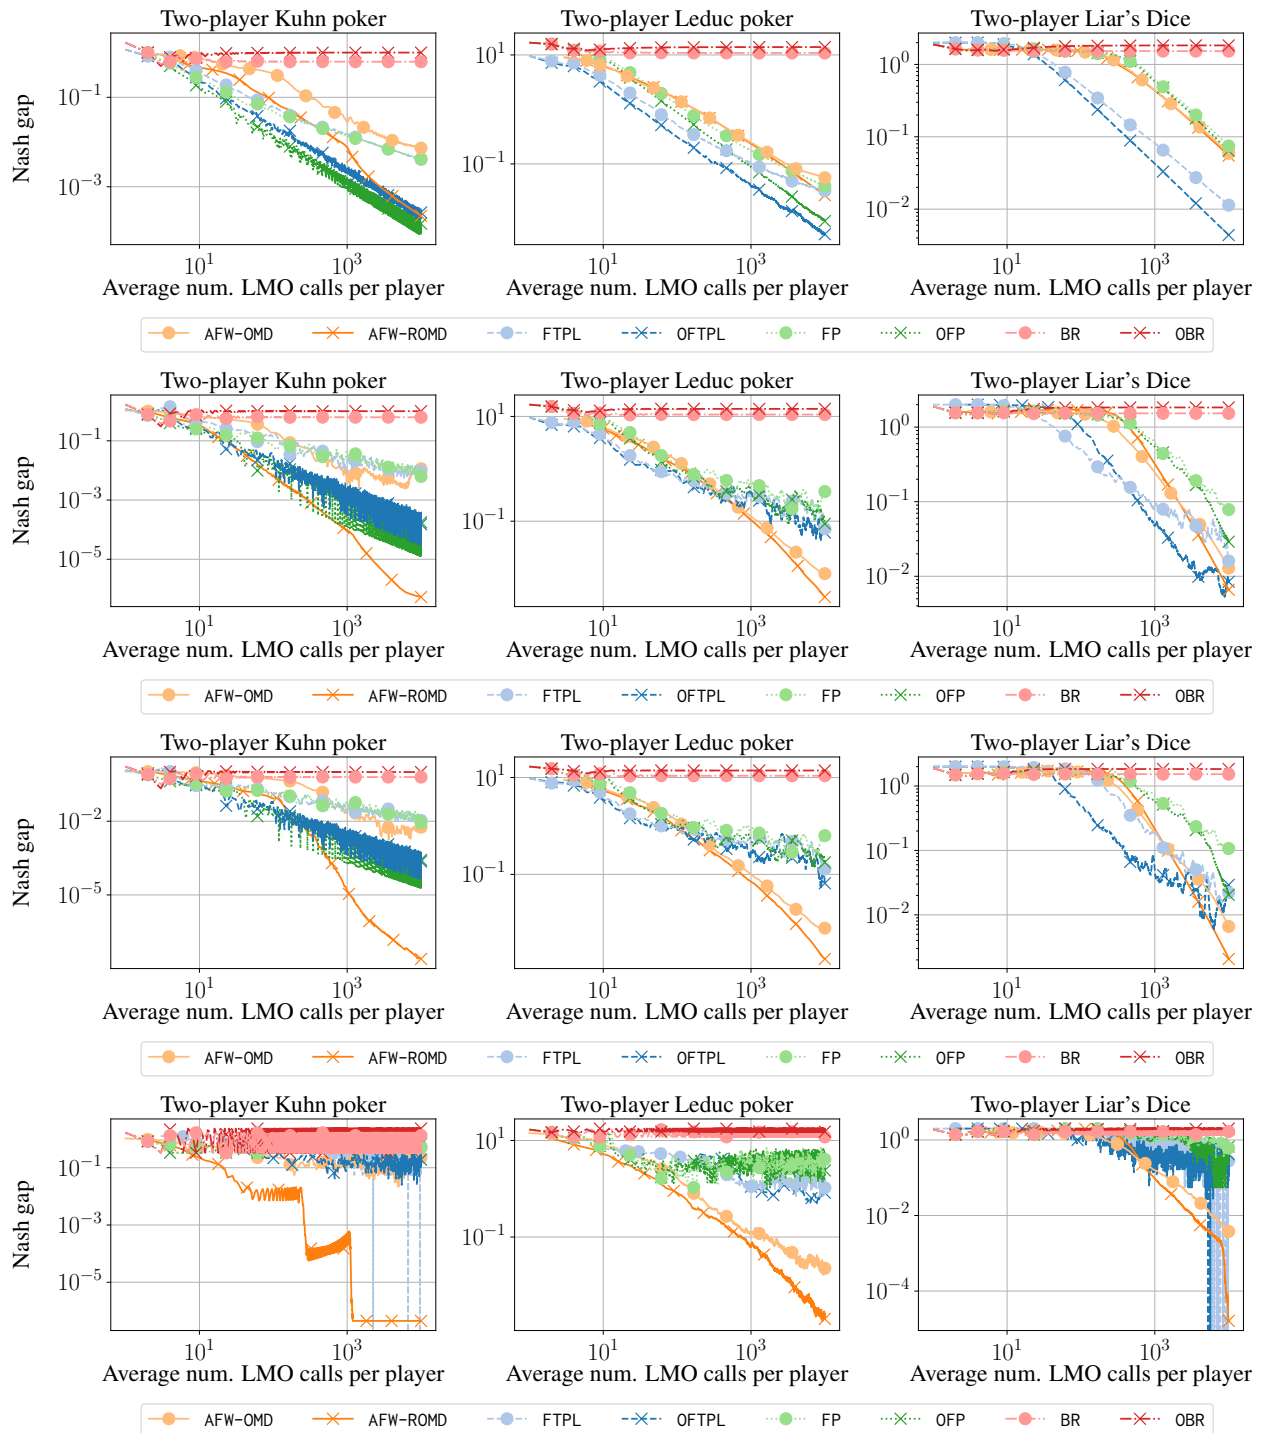 Two-player Kuhn poker Two-player Leduc poker Two-player Liar's Dice
Nash gap
10^-1
10^-3
10^1
10^-1
10^0
10^-1
10^-2
10^1 10^3 10^1 10^3 10^1 10^3
Average num. LMO calls per player Average num. LMO calls per player Average num. LMO calls per player
AFW-OMD AFW-ROMD FTPL OFTPL FP OFP BR OBR
Two-player Kuhn poker Two-player Leduc poker Two-player Liar's Dice
Nash gap
10^-1
10^-3
10^-5
10^1
10^-1
10^0
10^-1
10^-2
10^1 10^3 10^1 10^3 10^1 10^3
Average num. LMO calls per player Average num. LMO calls per player Average num. LMO calls per player
AFW-OMD AFW-ROMD FTPL OFTPL FP OFP BR OBR
Two-player Kuhn poker Two-player Leduc poker Two-player Liar's Dice
Nash gap
10^-2
10^-5
10^1
10^-1
10^0
10^-1
10^-2
10^1 10^3 10^1 10^3 10^1 10^3
Average num. LMO calls per player Average num. LMO calls per player Average num. LMO calls per player
AFW-OMD AFW-ROMD FTPL OFTPL FP OFP BR OBR
Two-player Kuhn poker Two-player Leduc poker Two-player Liar's Dice
Nash gap
10^-1
10^-3
10^-5
10^1
10^-1
10^0
10^-2
10^-4
10^1 10^3 10^1 10^3 10^1 10^3
Average num. LMO calls per player Average num. LMO calls per player Average num. LMO calls per player
AFW-OMD AFW-ROMD FTPL OFTPL FP OFP BR OBR